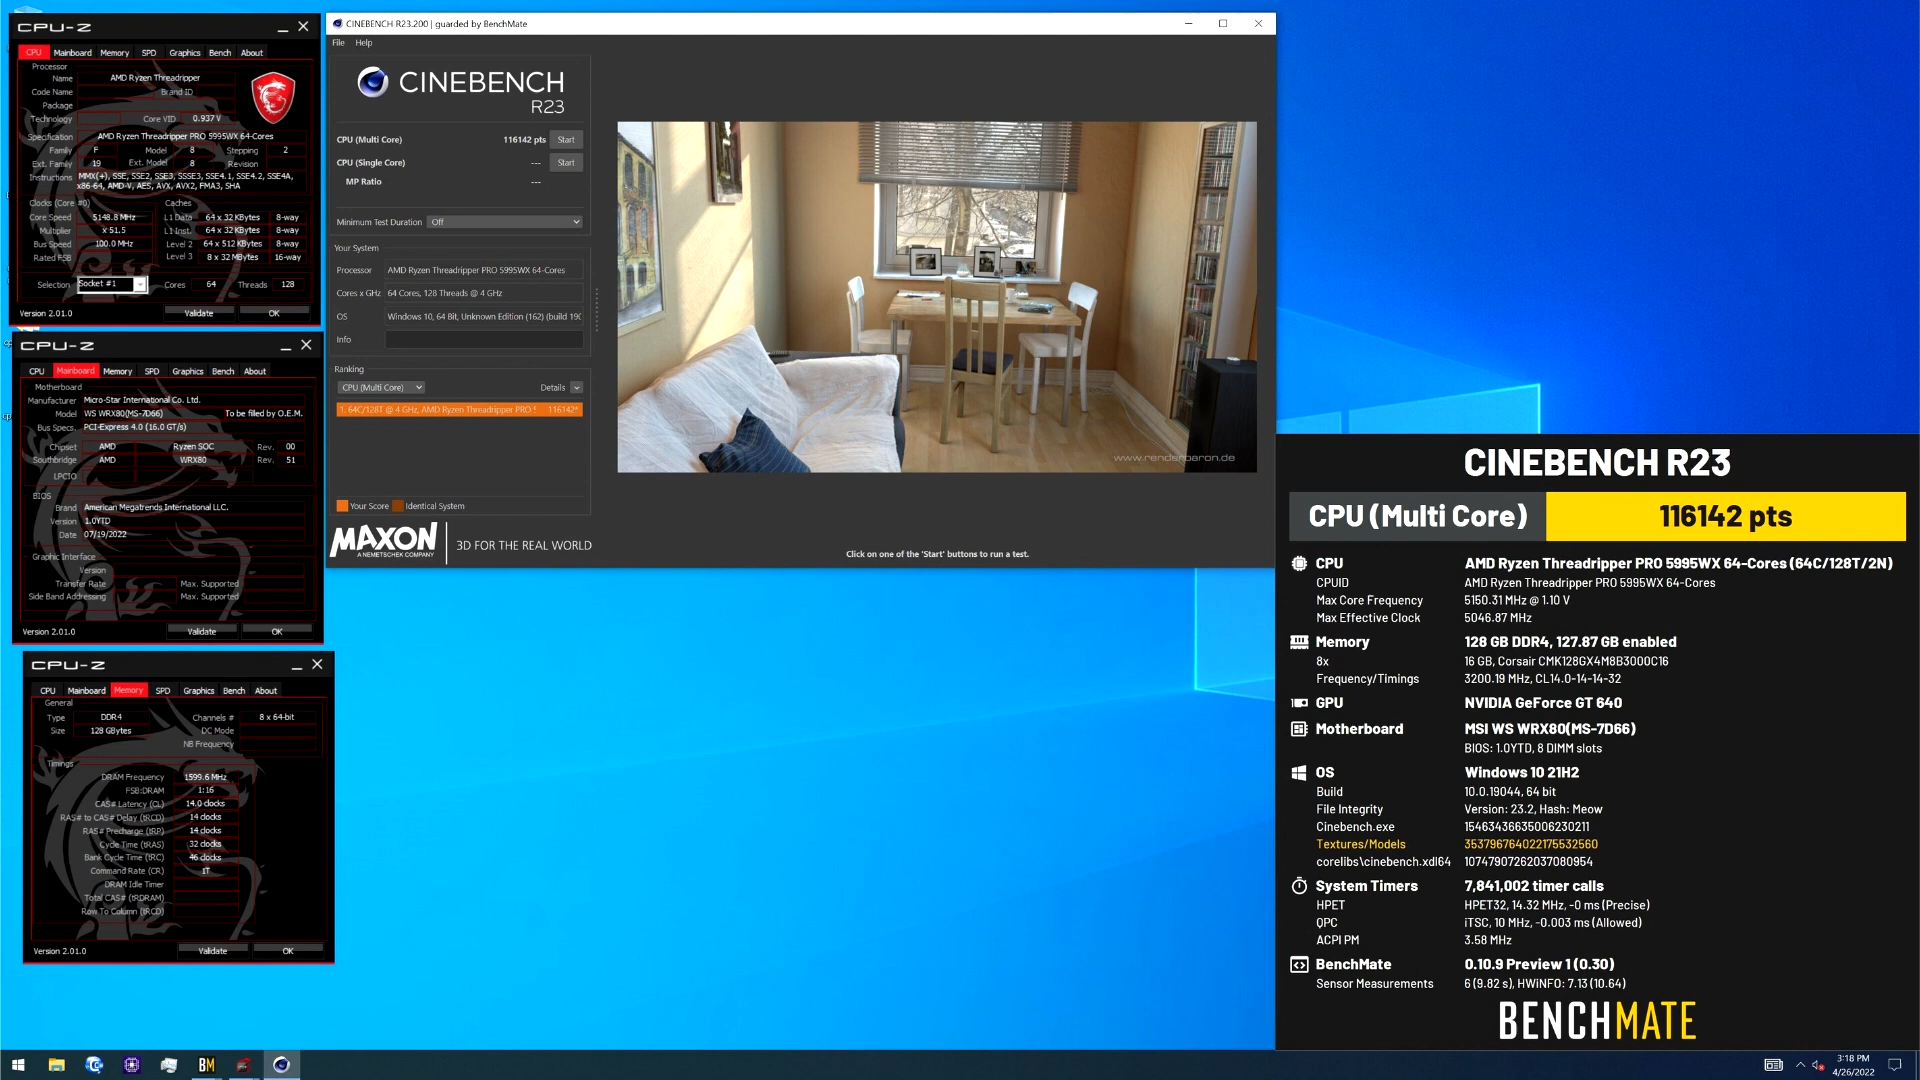 CPU-Z
CPU Mainboard Memory SPD Graphics Bench About
Processor
Name AMD Ryzen Threadripper
Code Name Brand ID
Package
Technology Core VID 0.937 V
Specification AMD Ryzen Threadripper PRO 5995WX 64-Cores
Family F Model 8 Stepping 2
Ext. Family 19 Ext. Model 8 Revision
Instructions MMX(+), SSE, SSE2, SSE3, SSSE3, SSE4.1, SSE4.2, SSE4A,
x86-64, AMD-V, AES, AVX, AVX2, FMA3, SHA
Clocks (Core #0) Caches
Core Speed 5148.8 MHz L1 Data 64 x 32 KBytes 8-way
Multiplier x 51.5 L1 Inst. 64 x 32 KBytes 8-way
Bus Speed 100.0 MHz Level 2 64 x 512 KBytes 8-way
Rated FSB Level 3 8 x 32 MBytes 16-way
Selection Socket #1 Cores 64 Threads 128
Version 2.01.0 Validate OK
CPU-Z
CPU Mainboard Memory SPD Graphics Bench About
Motherboard
Manufacturer Micro-Star International Co. Ltd.
Model WS WRX80(MS-7D66) To be filled by O.E.M.
Bus Specs. PCI-Express 4.0 (16.0 GT/s)
Chipset AMD Ryzen SOC Rev. 00
Southbridge AMD WRX80 Rev. 51
LPCIO
BIOS
Brand American Megatrends International LLC.
Version 1.0YTD
Date 07/19/2022
Graphic Interface
Version
Transfer Rate Max. Supported
Side Band Addressing Max. Supported
Version 2.01.0 Validate OK
CPU-Z
CPU Mainboard Memory SPD Graphics Bench About
General
Type DDR4 Channels # 8 x 64-bit
Size 128 GBytes DC Mode
NB Frequency
Timings
DRAM Frequency 1599.6 MHz
FSB:DRAM 1:16
CAS# Latency (CL) 14.0 clocks
RAS# to CAS# Delay (tRCD) 14 clocks
RAS# Precharge (tRP) 14 clocks
Cycle Time (tRAS) 32 clocks
Bank Cycle Time (tRC) 46 clocks
Command Rate (CR) 1T
DRAM Idle Timer
Total CAS# (tRDRAM)
Row To Column (tRCD)
Version 2.01.0 Validate OK
CINEBENCH R23.200 | guarded by BenchMate
File Help
CINEBENCH
R23
CPU (Multi Core) 116142 pts Start
CPU (Single Core) --- Start
MP Ratio ---
Minimum Test Duration Off
Your System
Processor AMD Ryzen Threadripper PRO 5995WX 64-Cores
Cores x GHz 64 Cores, 128 Threads @ 4 GHz
OS Windows 10, 64 Bit, Unknown Edition (162) (build 190
Info
Ranking
CPU (Multi Core) Details
1. 64C/128T @ 4 GHz, AMD Ryzen Threadripper PRO 5 116142*
Your Score Identical System
MAXON
A NEMETSCHEK COMPANY
3D FOR THE REAL WORLD
www.renderbaron.de
Click on one of the 'Start' buttons to run a test.
CINEBENCH R23
CPU (Multi Core) 116142 pts
CPU AMD Ryzen Threadripper PRO 5995WX 64-Cores (64C/128T/2N)
CPUID AMD Ryzen Threadripper PRO 5995WX 64-Cores
Max Core Frequency 5150.31 MHz @ 1.10 V
Max Effective Clock 5046.87 MHz
Memory 128 GB DDR4, 127.87 GB enabled
8x 16 GB, Corsair CMK128GX4M8B3000C16
Frequency/Timings 3200.19 MHz, CL14.0-14-14-32
GPU NVIDIA GeForce GT 640
Motherboard MSI WS WRX80(MS-7D66)
BIOS: 1.0YTD, 8 DIMM slots
OS Windows 10 21H2
Build 10.0.19044, 64 bit
File Integrity Version: 23.2, Hash: Meow
Cinebench.exe 15463436635006230211
Textures/Models 353796764022175532560
corelibs\cinebench.xdl64 10747907262037080954
System Timers 7,841,002 timer calls
HPET HPET32, 14.32 MHz, -0 ms (Precise)
QPC iTSC, 10 MHz, -0.003 ms (Allowed)
ACPI PM 3.58 MHz
BenchMate 0.10.9 Preview 1 (0.30)
Sensor Measurements 6 (9.82 s), HWiNFO: 7.13 (10.64)
BENCHMATE
BM
3:18 PM
4/26/2022